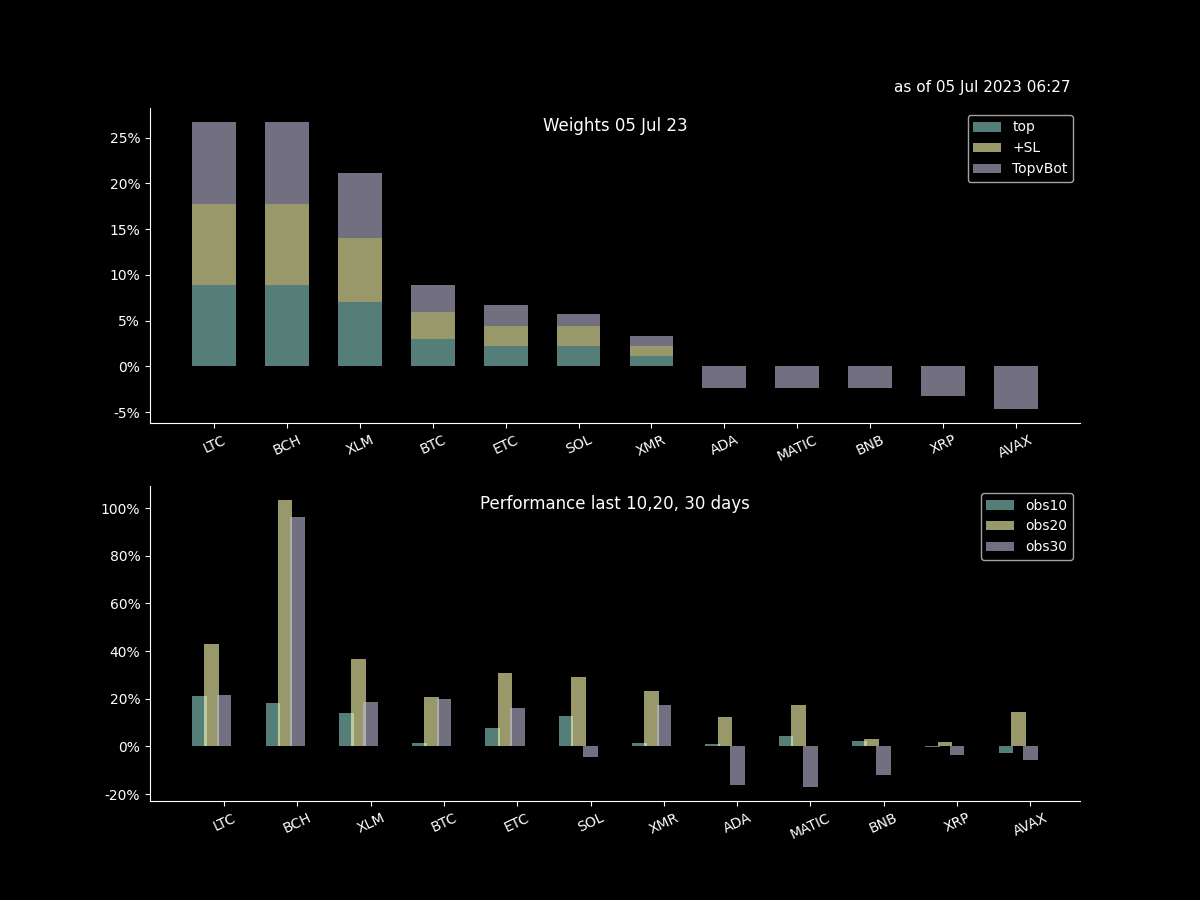 as of 05 Jul 2023 06:27
Weights 05 Jul 23
top
+SL
TopvBot
25%
20%
15%
10%
5%
0%
-5%
LTC BCH XLM BTC ETC SOL XMR ADA MATIC BNB XRP AVAX
Performance last 10,20, 30 days
obs10
obs20
obs30
100%
80%
60%
40%
20%
0%
-20%
LTC BCH XLM BTC ETC SOL XMR ADA MATIC BNB XRP AVAX